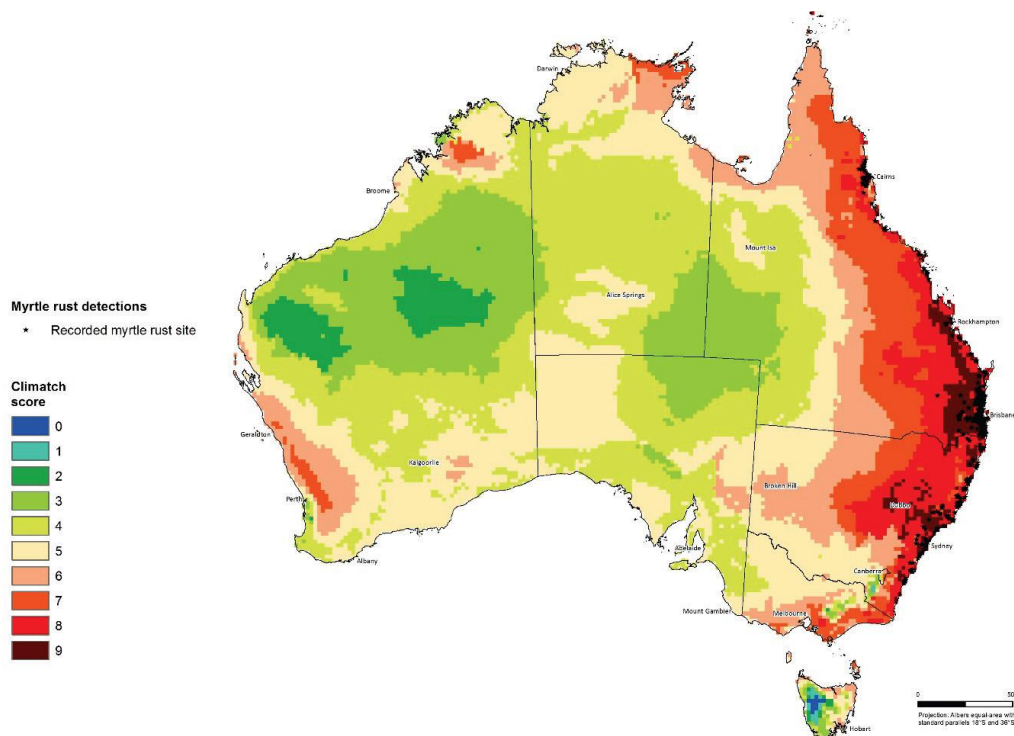 Darwin
Cairns
Broome
Mount Isa
Alice Springs
Rockhampton
Myrtle rust detections
Recorded myrtle rust site
Brisbane
Climatch
score
0
1
2
3
4
5
6
7
8
9
Geraldton
Kalgoorlie
Broken Hill
Perth
Dubbo
Sydney
Adelaide
Albany
Canberra
Mount Gambier
Melbourne
0
50
Projection: Albers equal-area with
standard parallels 18°S and 36°S
Hobart